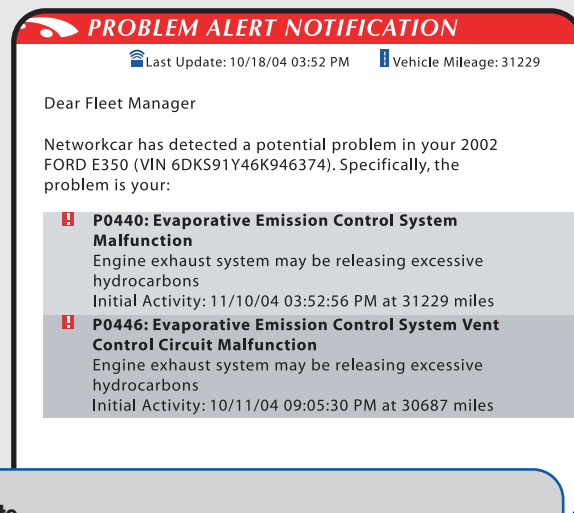 PROBLEM ALERT NOTIFICATION
Last Update: 10/18/04 03:52 PM Vehicle Mileage: 31229
Dear Fleet Manager
Networkcar has detected a potential problem in your 2002
FORD E350 (VIN 6DKS91Y46K946374). Specifically, the
problem is your:
P0440: Evaporative Emission Control System
Malfunction
Engine exhaust system may be releasing excessive
hydrocarbons
Initial Activity: 11/10/04 03:52:56 PM at 31229 miles
P0446: Evaporative Emission Control System Vent
Control Circuit Malfunction
Engine exhaust system may be releasing excessive
hydrocarbons
Initial Activity: 10/11/04 09:05:30 PM at 30687 miles